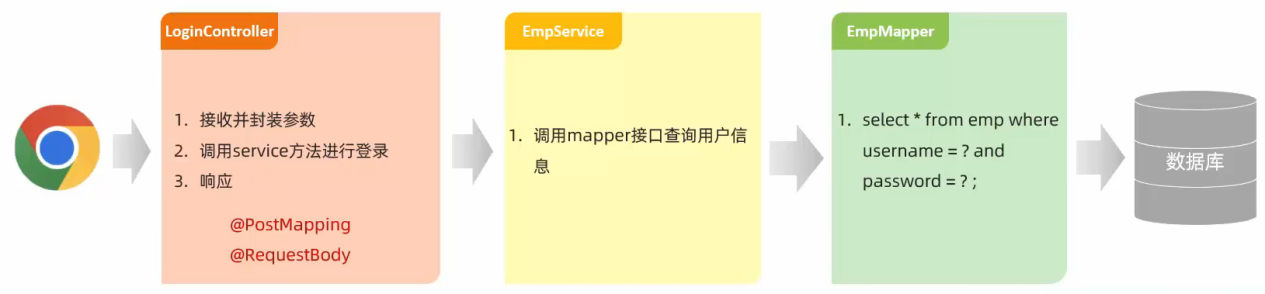 LoginController
1. 接收并封装参数
2. 调用service方法进行登录
3. 响应
@PostMapping
@RequestBody
EmpService
1. 调用mapper接口查询用户信
息
EmpMapper
1. select * from emp where
username = ? and
password = ? ;
数据库